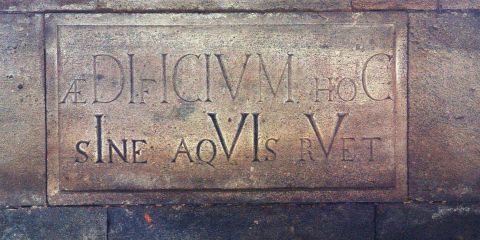 ÆDIFICIVM HOC
SINE AQVIS RVET